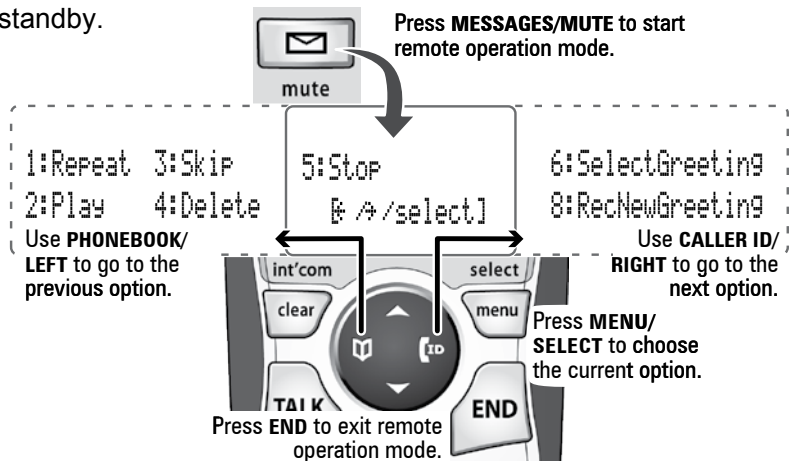 standby.
Press MESSAGES/MUTE to start
remote operation mode.
mute
1:Repeat 3:Skip
2:Play 4:Delete
5:Stop
[ / /select]
6:SelectGreeting
8:RecNewGreeting
Use PHONEBOOK/
LEFT to go to the
previous option.
Use CALLER ID/
RIGHT to go to the
next option.
int'com
select
clear
menu
ID
Press MENU/
SELECT to choose
the current option.
TALK
END
Press END to exit remote
operation mode.